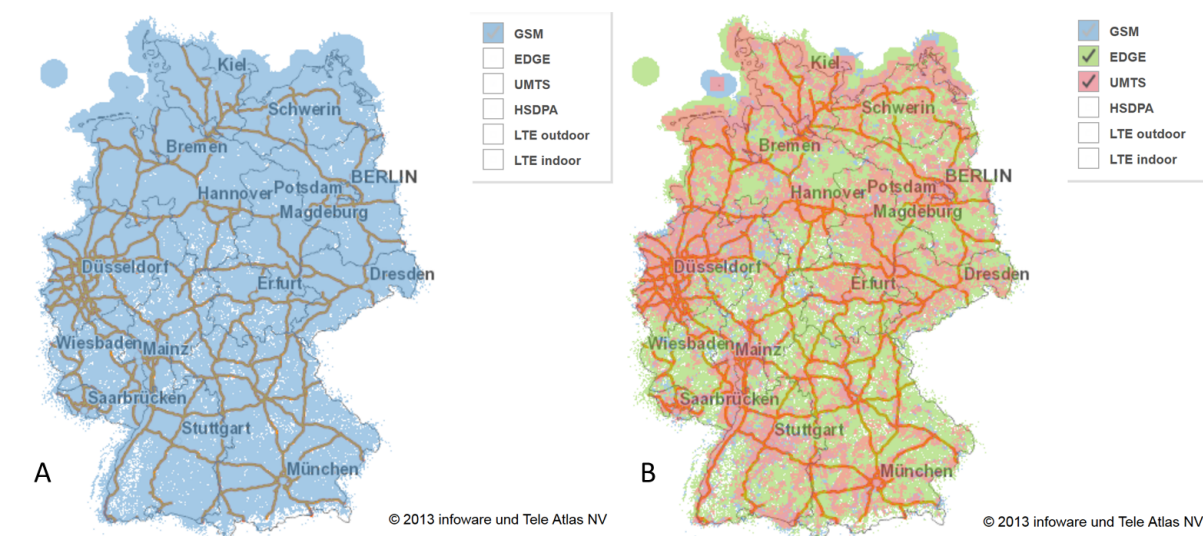 GSM
EDGE
UMTS
HSDPA
LTE outdoor
LTE indoor
Kiel
Schwerin
Bremen
BERLIN
Hannover
Potsdam
Magdeburg
Düsseldorf
Erfurt
Dresden
Wiesbaden
Mainz
Saarbrücken
Stuttgart
München
A
© 2013 infoware und Tele Atlas NV
GSM
EDGE
UMTS
HSDPA
LTE outdoor
LTE indoor
Kiel
Schwerin
Bremen
BERLIN
Hannover
Potsdam
Magdeburg
Düsseldorf
Erfurt
Dresden
Wiesbaden
Mainz
Saarbrücken
Stuttgart
München
B
© 2013 infoware und Tele Atlas NV